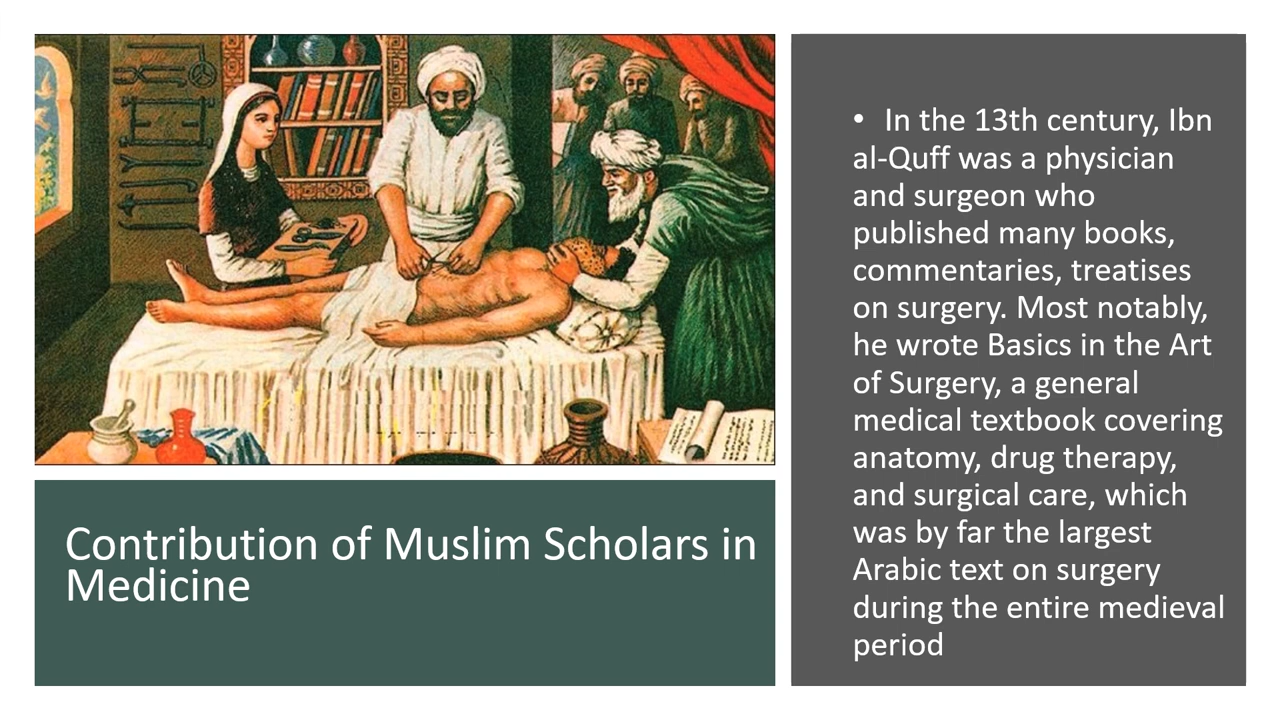 Contribution of Muslim Scholars in
Medicine
• In the 13th century, Ibn
al-Quff was a physician
and surgeon who
published many books,
commentaries, treatises
on surgery. Most notably,
he wrote Basics in the Art
of Surgery, a general
medical textbook covering
anatomy, drug therapy,
and surgical care, which
was by far the largest
Arabic text on surgery
during the entire medieval
period